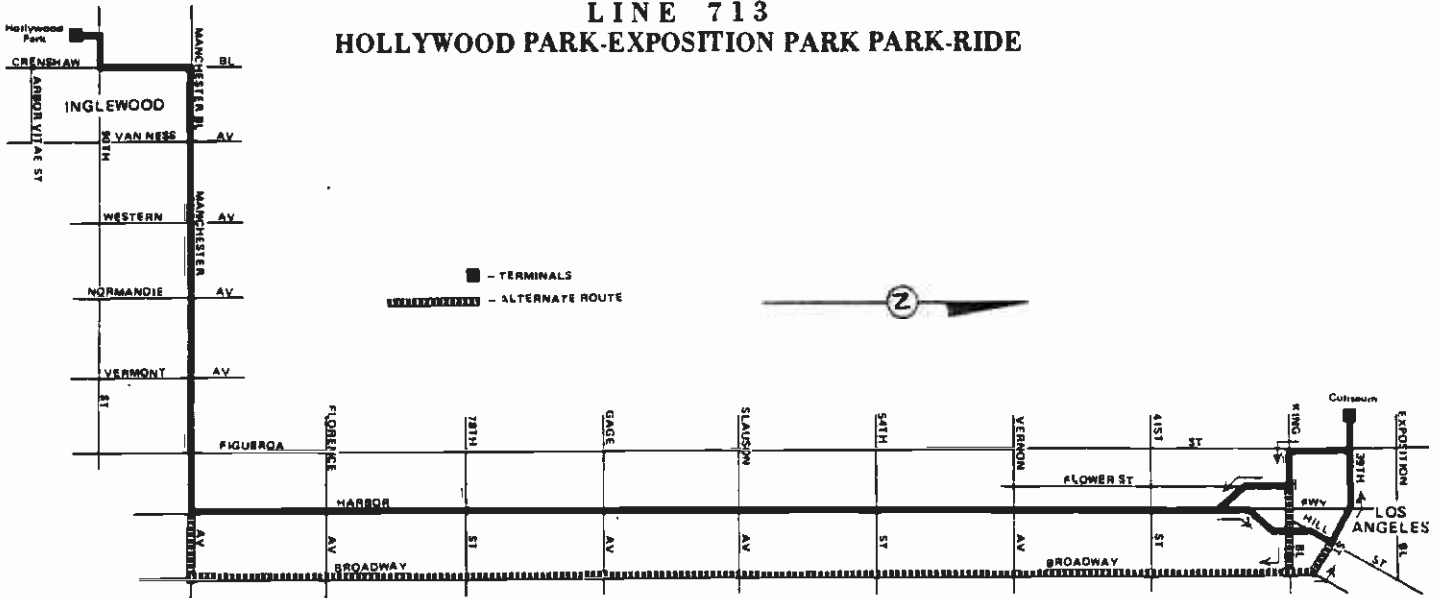 LINE 713
HOLLYWOOD PARK-EXPOSITION PARK PARK-RIDE
Hollywood
Park
CRENSHAW
BL
MANCHESTER BL
ARBOR VITAE ST
INGLEWOOD
90TH
ST
VAN NESS
AV
WESTERN
AV
MANCHESTER
AV
NORMANDIE
AV
VERMONT
AV
- TERMINALS
- ALTERNATE ROUTE
Z
FIGUEROA
ST
FLORENCE
AV
78TH
ST
GAGE
AV
SLAUSON
AV
54TH
ST
VERNON
AV
41ST
ST
KING
BL
Coliseum
39TH
ST
EXPOSITION
BL
FLOWER ST
HARBOR
FWY
HILL
ST
LOS
ANGELES
BROADWAY
BROADWAY